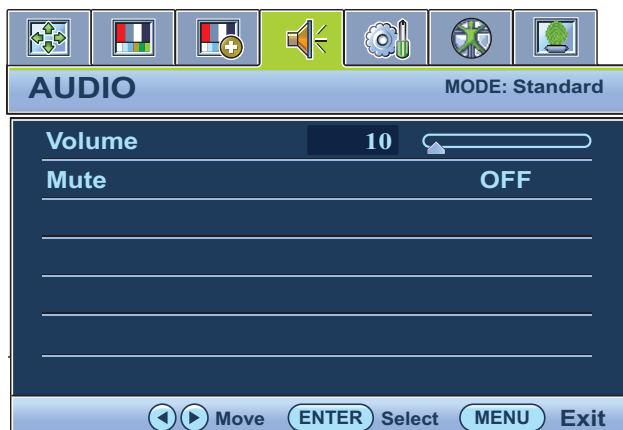 AUDIO MODE: Standard
Volume 10
Mute OFF
Move ENTER Select MENU Exit